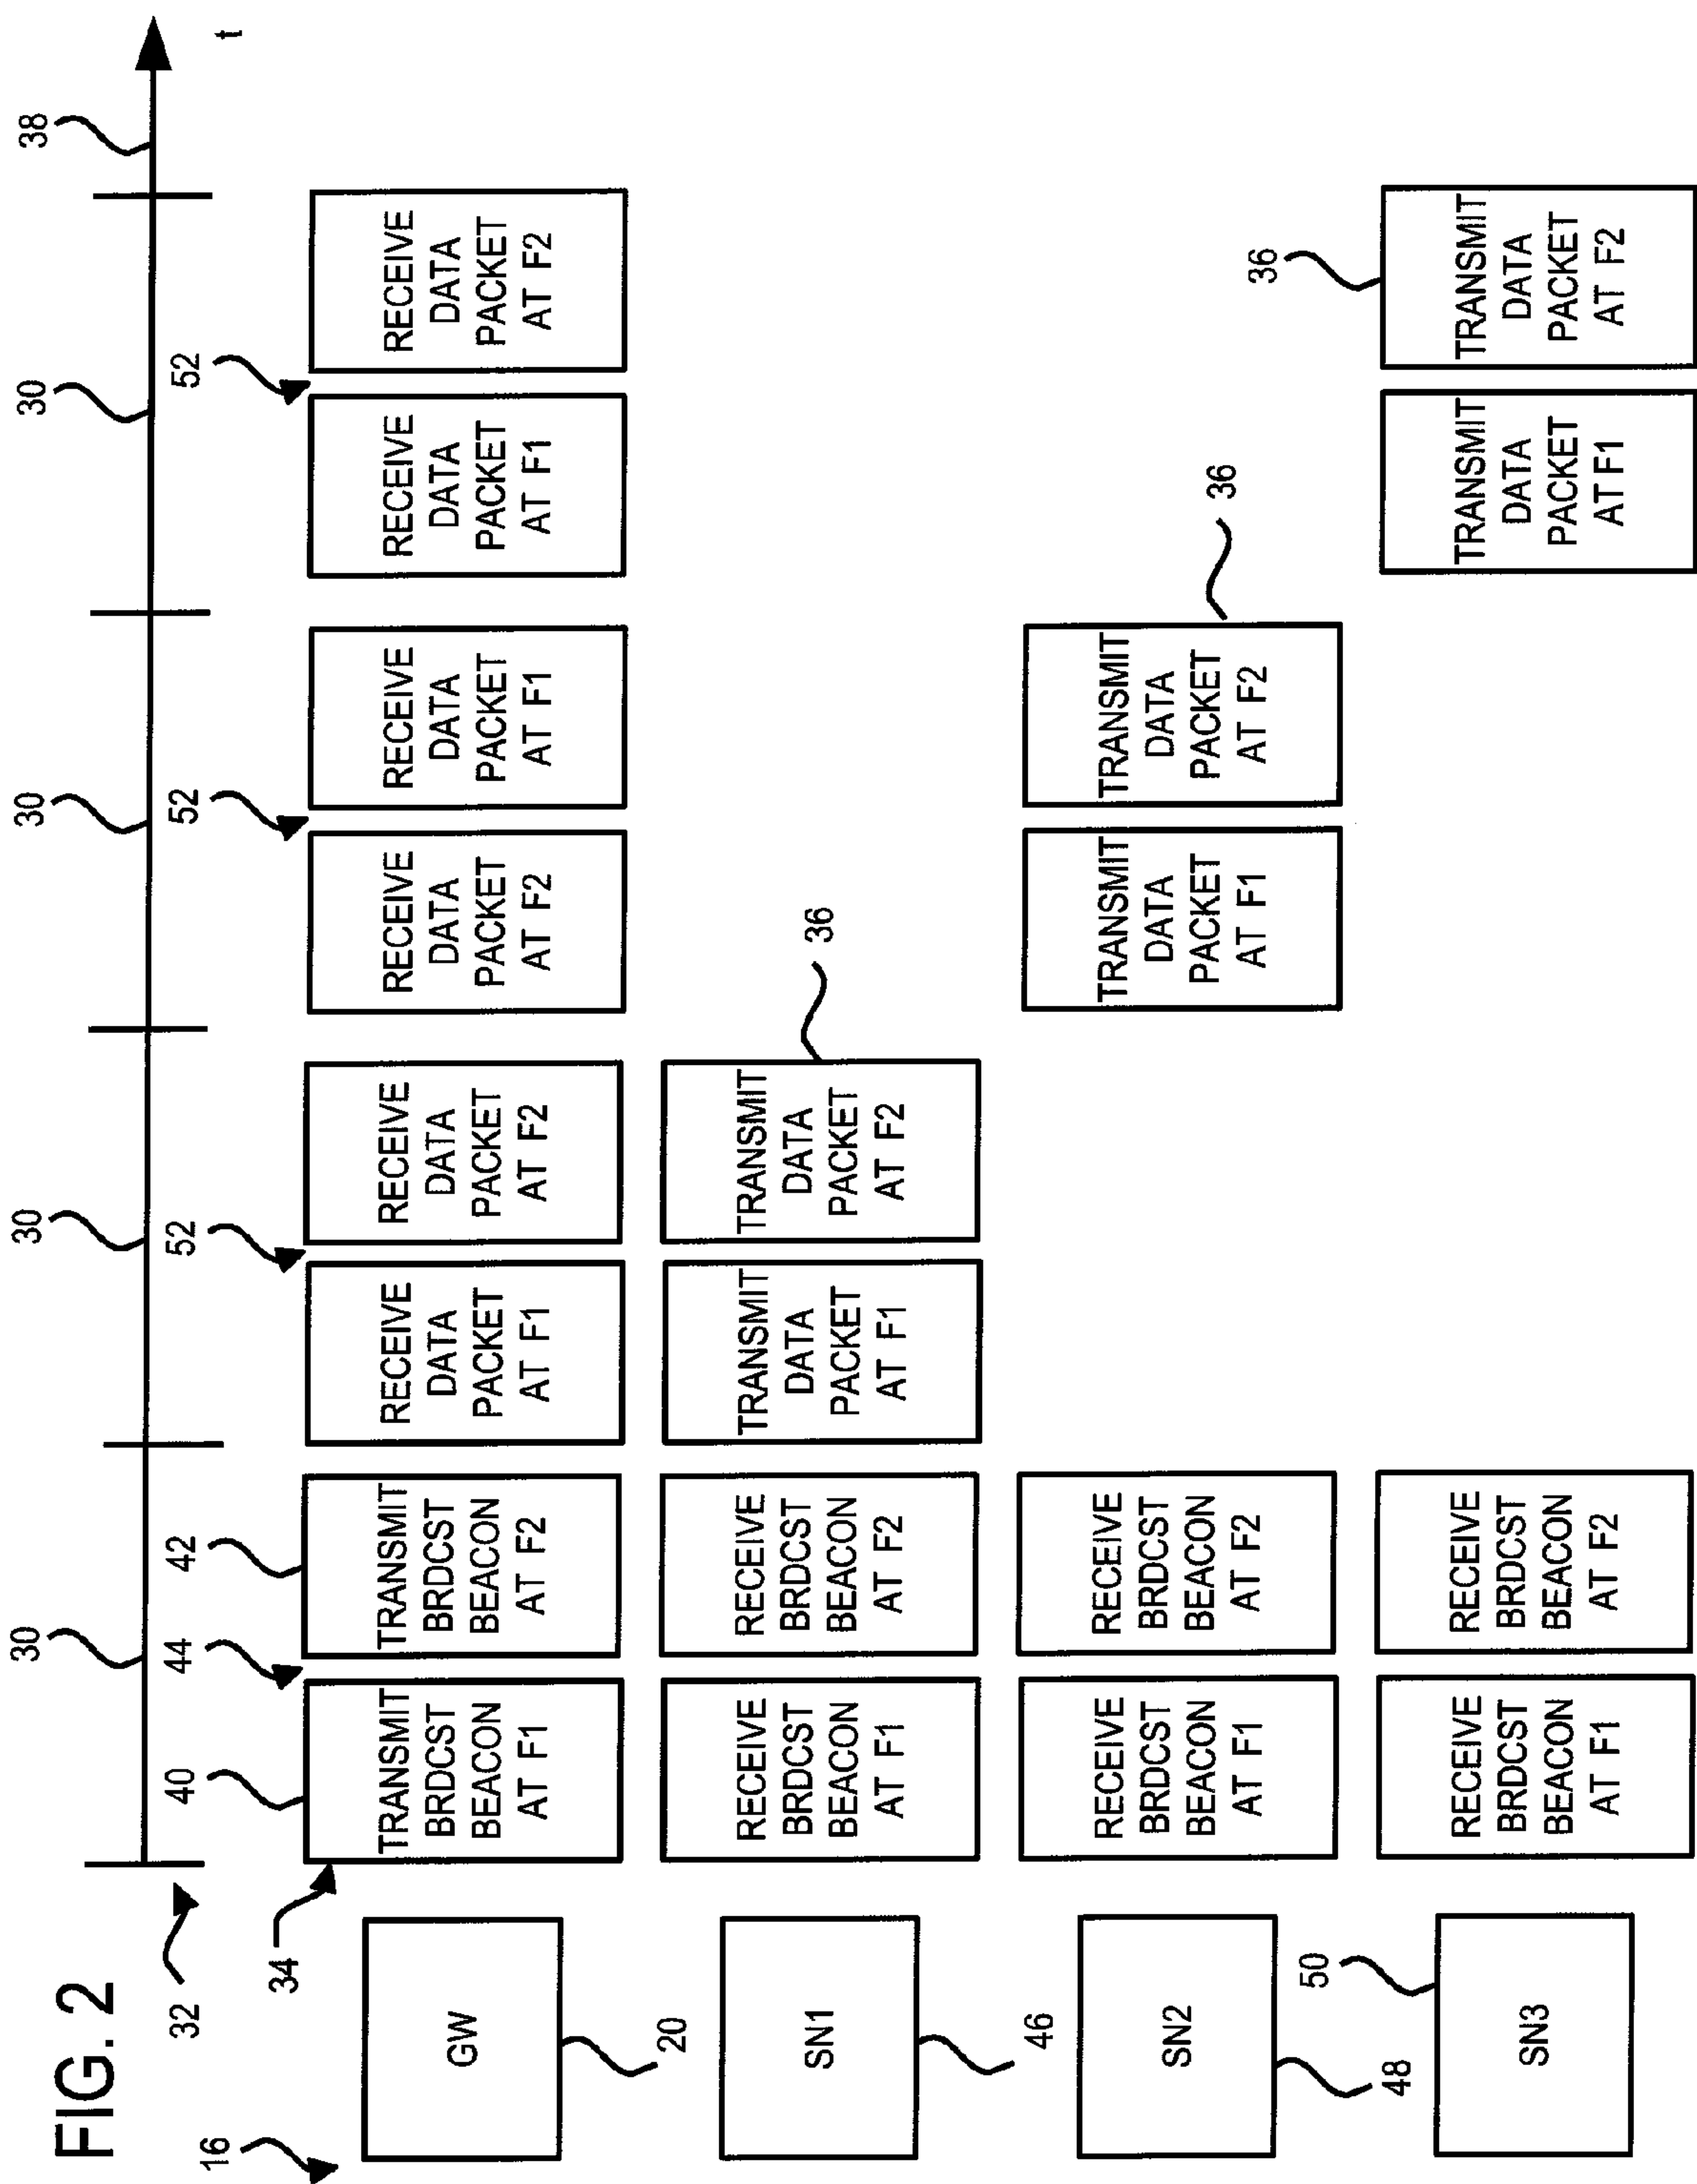 FIG. 2
16
32
30
30
30
30
38
t
34
40
44
42
52
52
52
GW
20
TRANSMIT
BRDCST
BEACON
AT F1
TRANSMIT
BRDCST
BEACON
AT F2
RECEIVE
DATA
PACKET
AT F1
RECEIVE
DATA
PACKET
AT F2
RECEIVE
DATA
PACKET
AT F2
RECEIVE
DATA
PACKET
AT F1
RECEIVE
DATA
PACKET
AT F1
RECEIVE
DATA
PACKET
AT F2
SN1
46
RECEIVE
BRDCST
BEACON
AT F1
RECEIVE
BRDCST
BEACON
AT F2
TRANSMIT
DATA
PACKET
AT F1
TRANSMIT
DATA
PACKET
AT F2
36
SN2
48
RECEIVE
BRDCST
BEACON
AT F1
RECEIVE
BRDCST
BEACON
AT F2
TRANSMIT
DATA
PACKET
AT F1
TRANSMIT
DATA
PACKET
AT F2
36
50
SN3
RECEIVE
BRDCST
BEACON
AT F1
RECEIVE
BRDCST
BEACON
AT F2
TRANSMIT
DATA
PACKET
AT F1
TRANSMIT
DATA
PACKET
AT F2
36